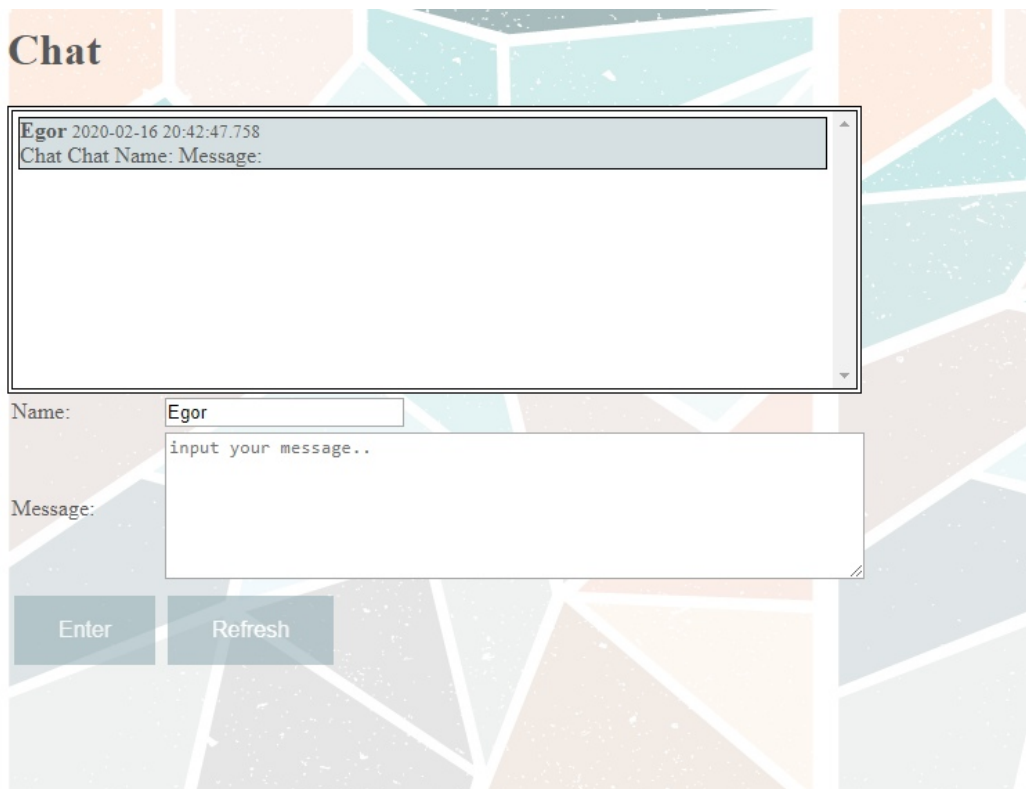 Chat
Egor 2020-02-16 20:42:47.758
Chat Chat Name: Message:
Name: Egor
input your message..
Message:
Enter Refresh